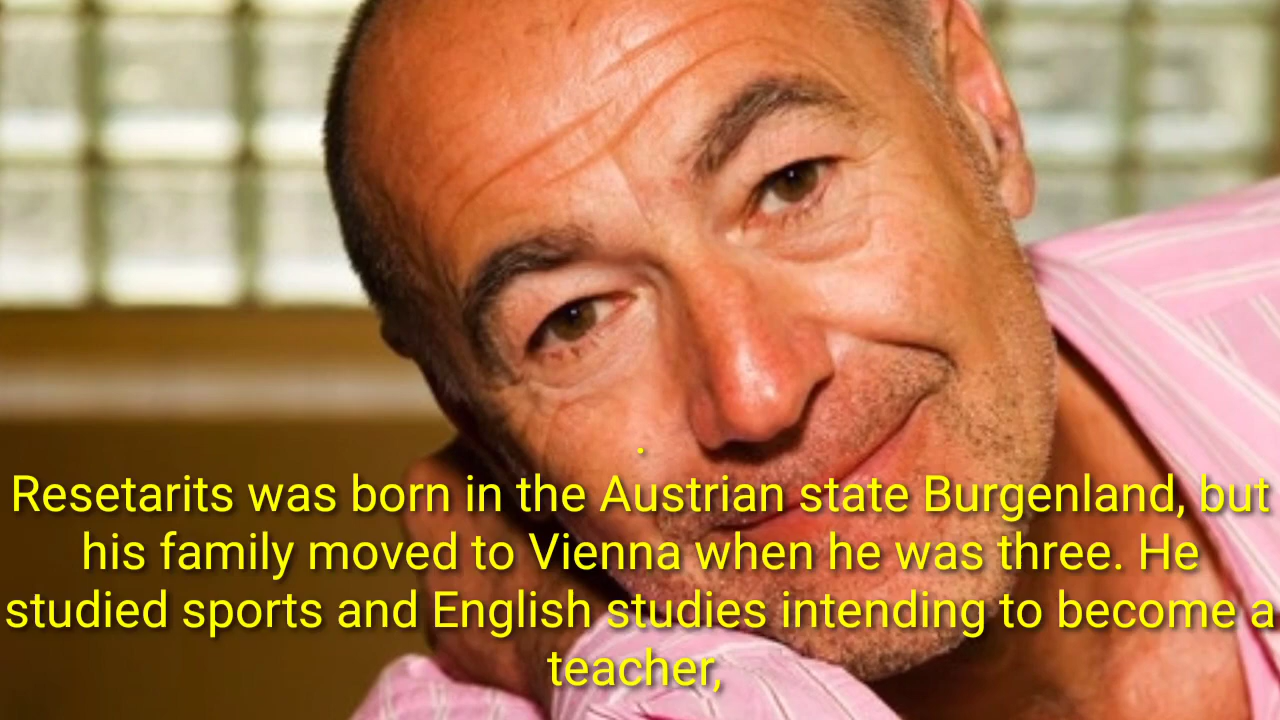 .
Resetarits was born in the Austrian state Burgenland, but
his family moved to Vienna when he was three. He
studied sports and English studies intending to become a
teacher,